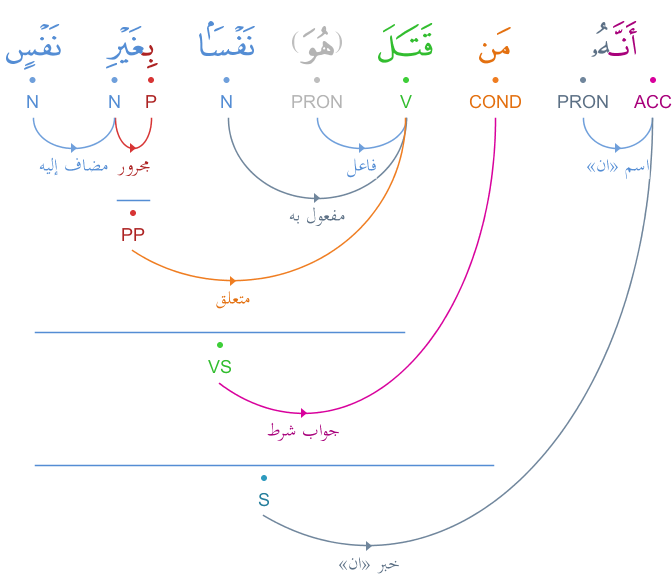 أَنَّهُۥ مَن قَتَلَ (هُوَ) نَفْسًۢا بِغَيْرِ نَفْسٍ
ACC PRON COND V PRON N P N N
اسم «ان» فاعل مجرور مضاف إليه
مفعول به
PP
متعلق
VS
جواب شرط
S
خبر «ان»